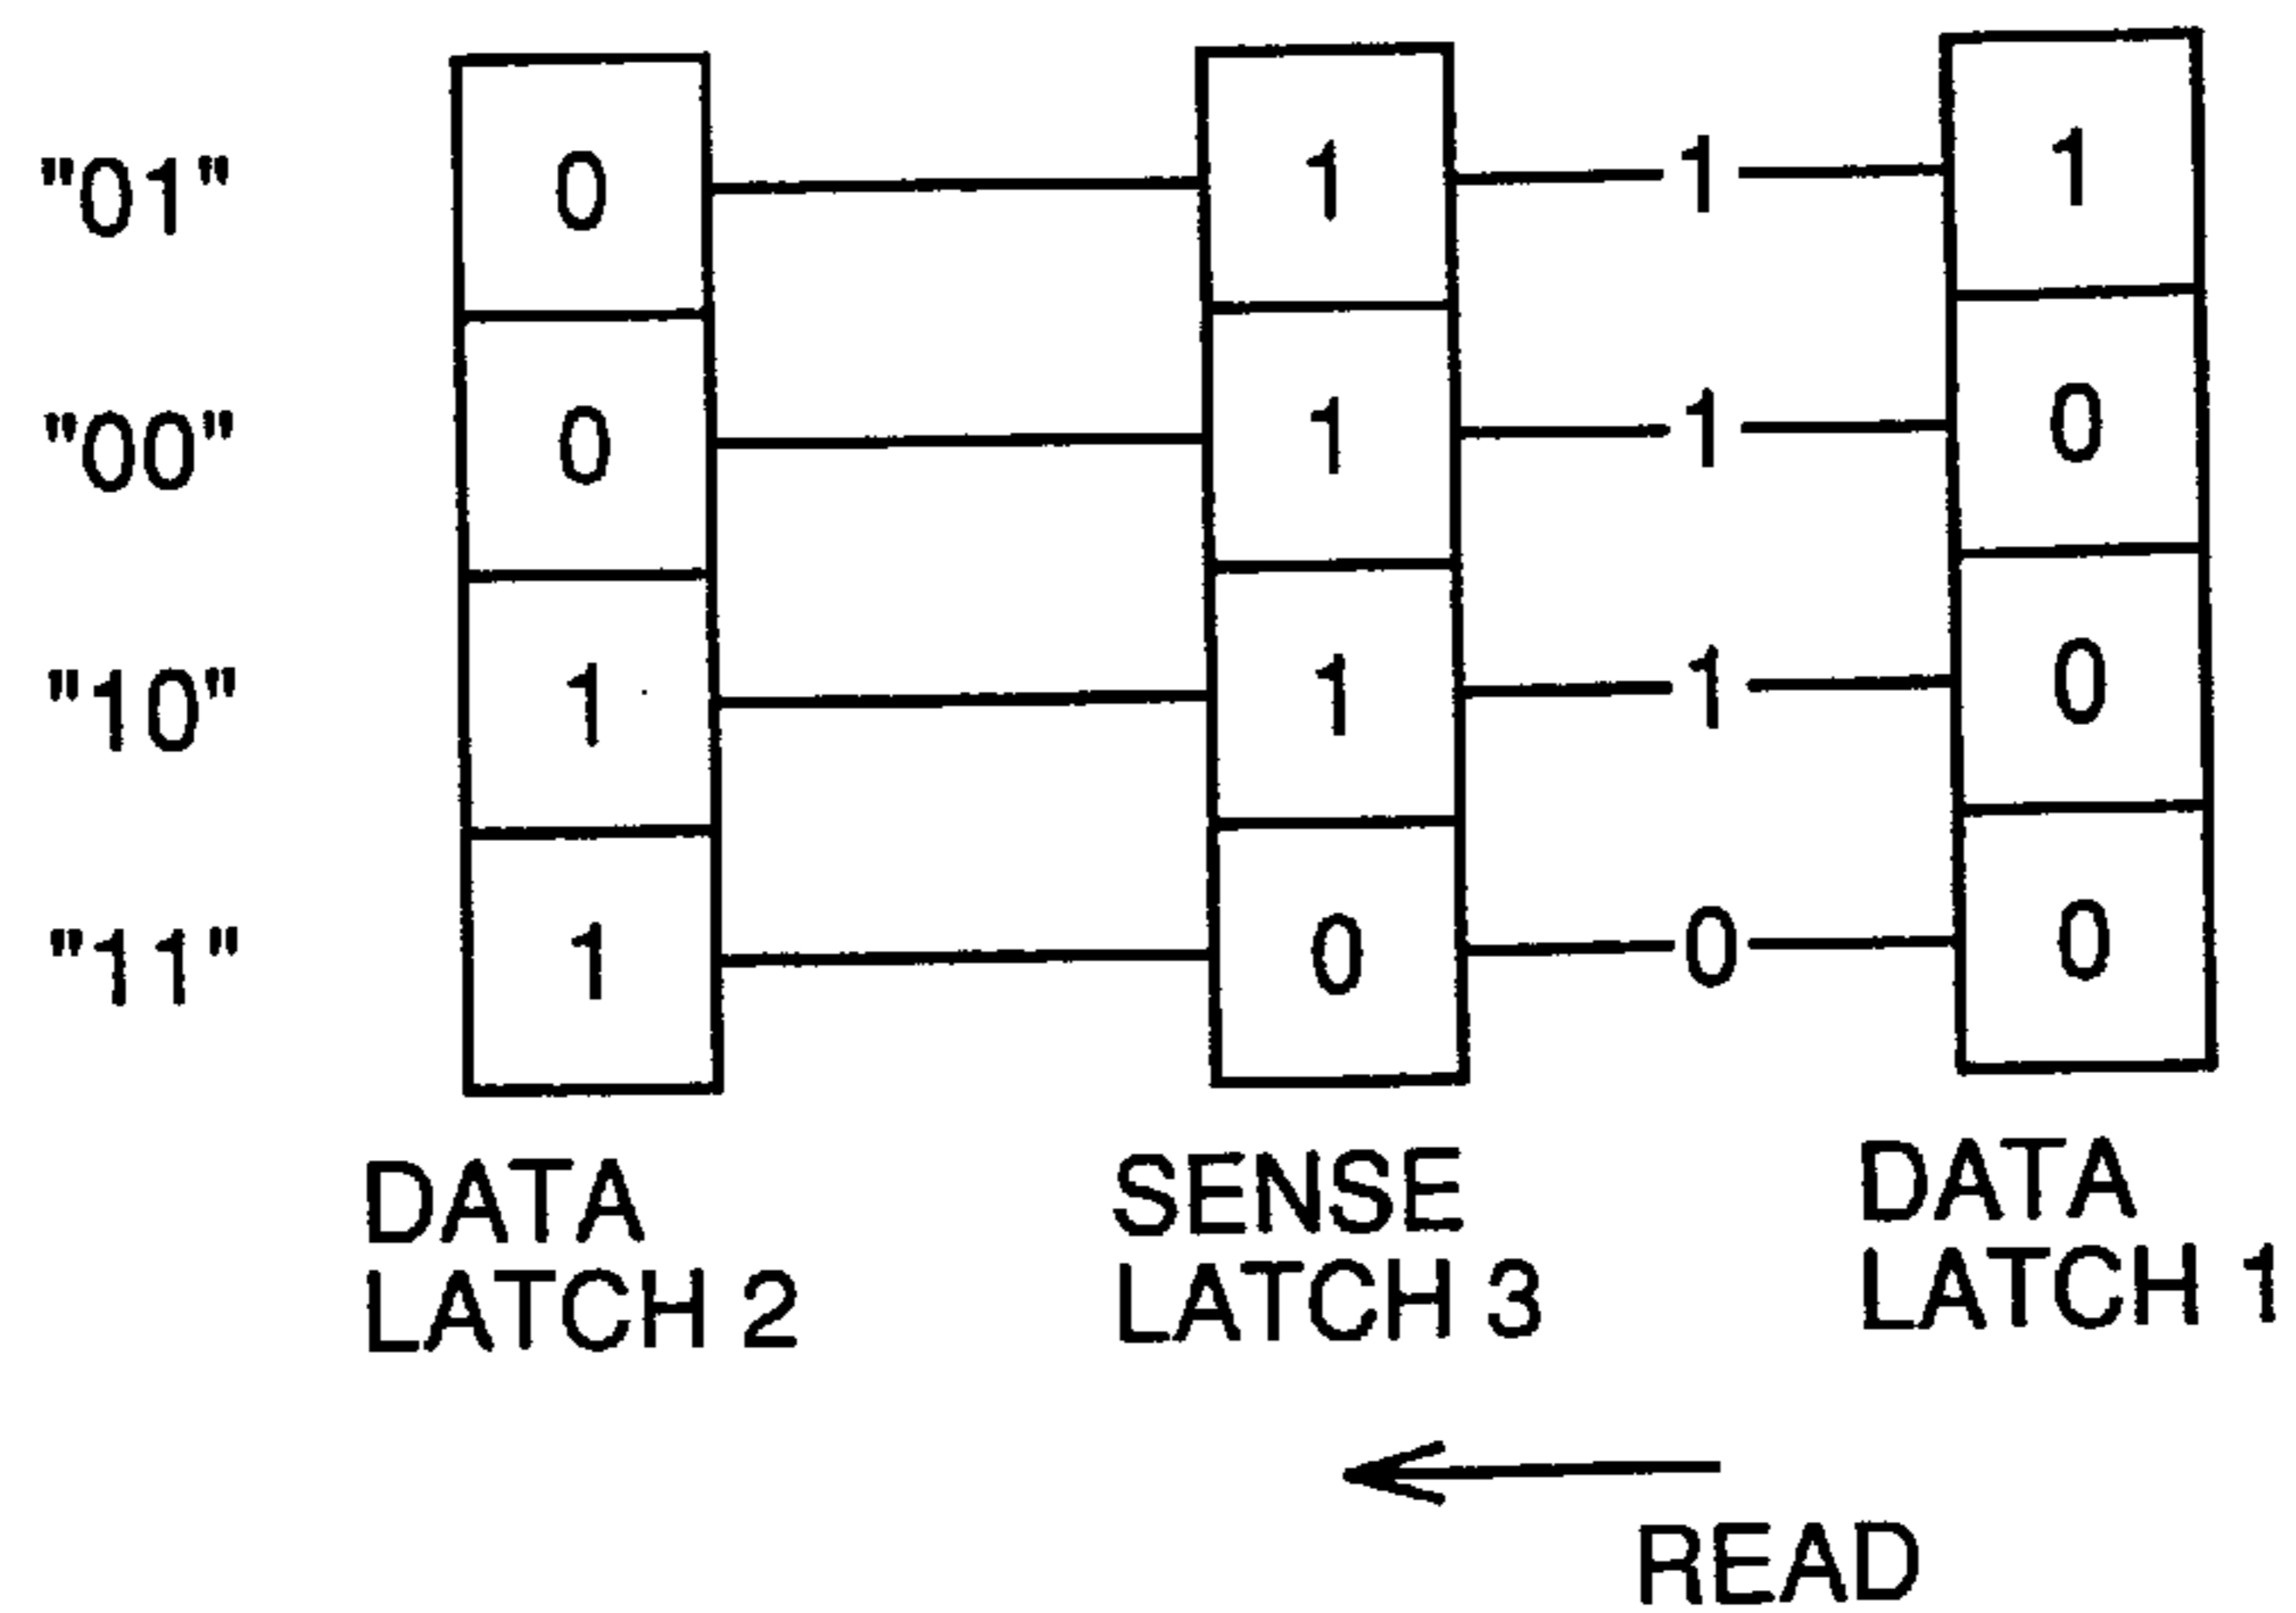 "01" 0 1 1 1
"00" 0 1 1 0
"10" 1 1 1 0
"11" 1 0 0 0
DATA LATCH 2
SENSE LATCH 3
DATA LATCH 1
READ